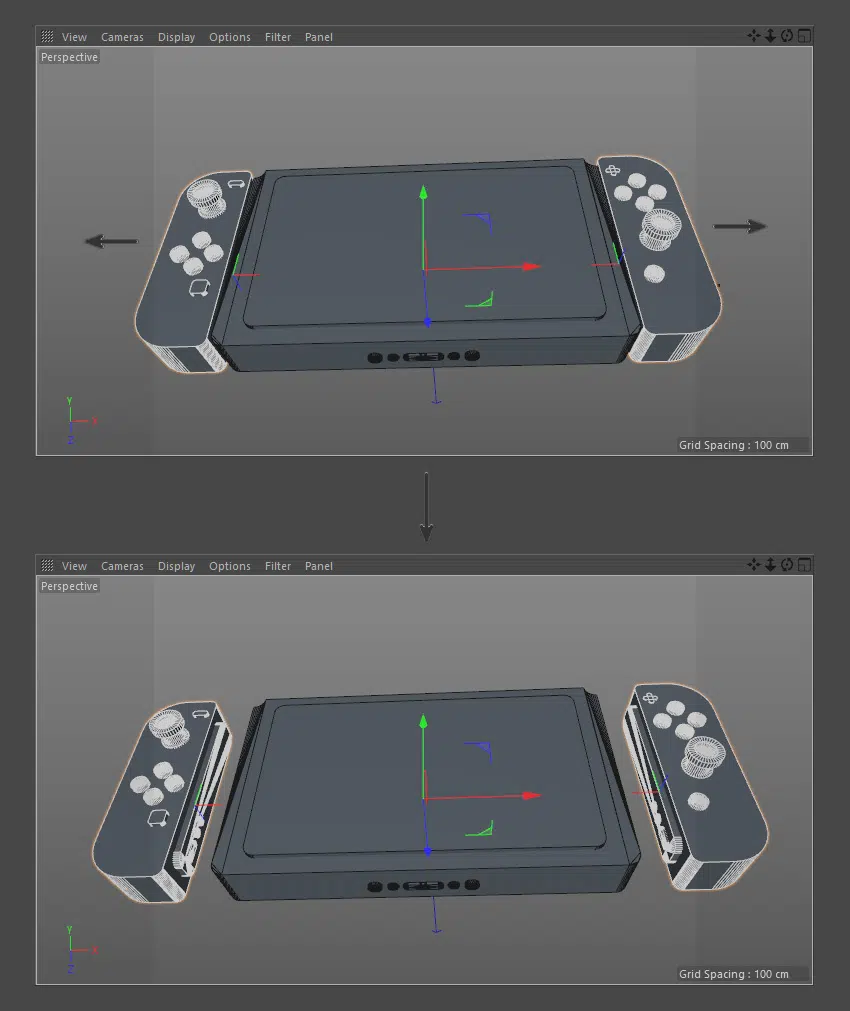 View Cameras Display Options Filter Panel
Perspective
Y
X
Z
Grid Spacing : 100 cm
View Cameras Display Options Filter Panel
Perspective
Y
X
Z
Grid Spacing : 100 cm